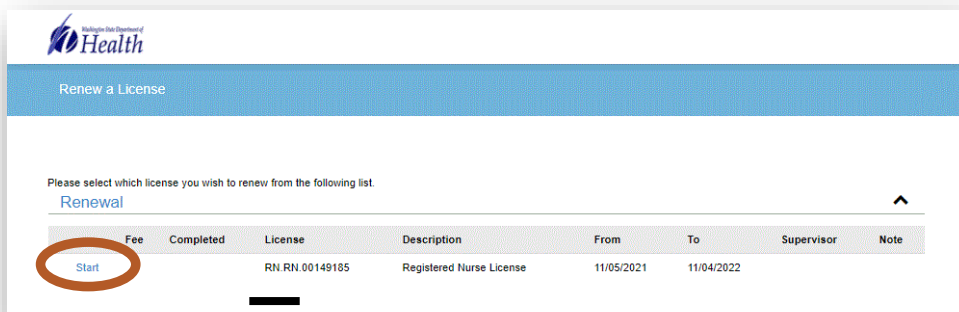 Washington State Department of
Health
Renew a License
Please select which license you wish to renew from the following list.
Renewal
Fee Completed License Description From To Supervisor Note
Start RN.RN.00149185 Registered Nurse License 11/05/2021 11/04/2022